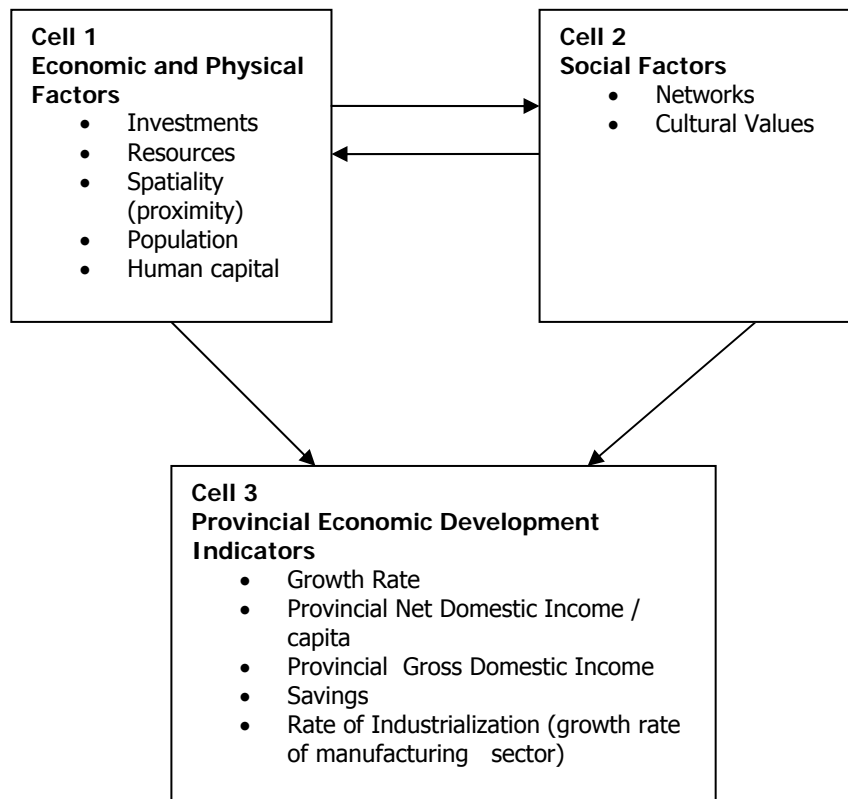 Cell 1
Economic and Physical
Factors
• Investments
• Resources
• Spatiality
(proximity)
• Population
• Human capital
Cell 2
Social Factors
• Networks
• Cultural Values
Cell 3
Provincial Economic Development
Indicators
• Growth Rate
• Provincial Net Domestic Income /
capita
• Provincial Gross Domestic Income
• Savings
• Rate of Industrialization (growth rate
of manufacturing sector)